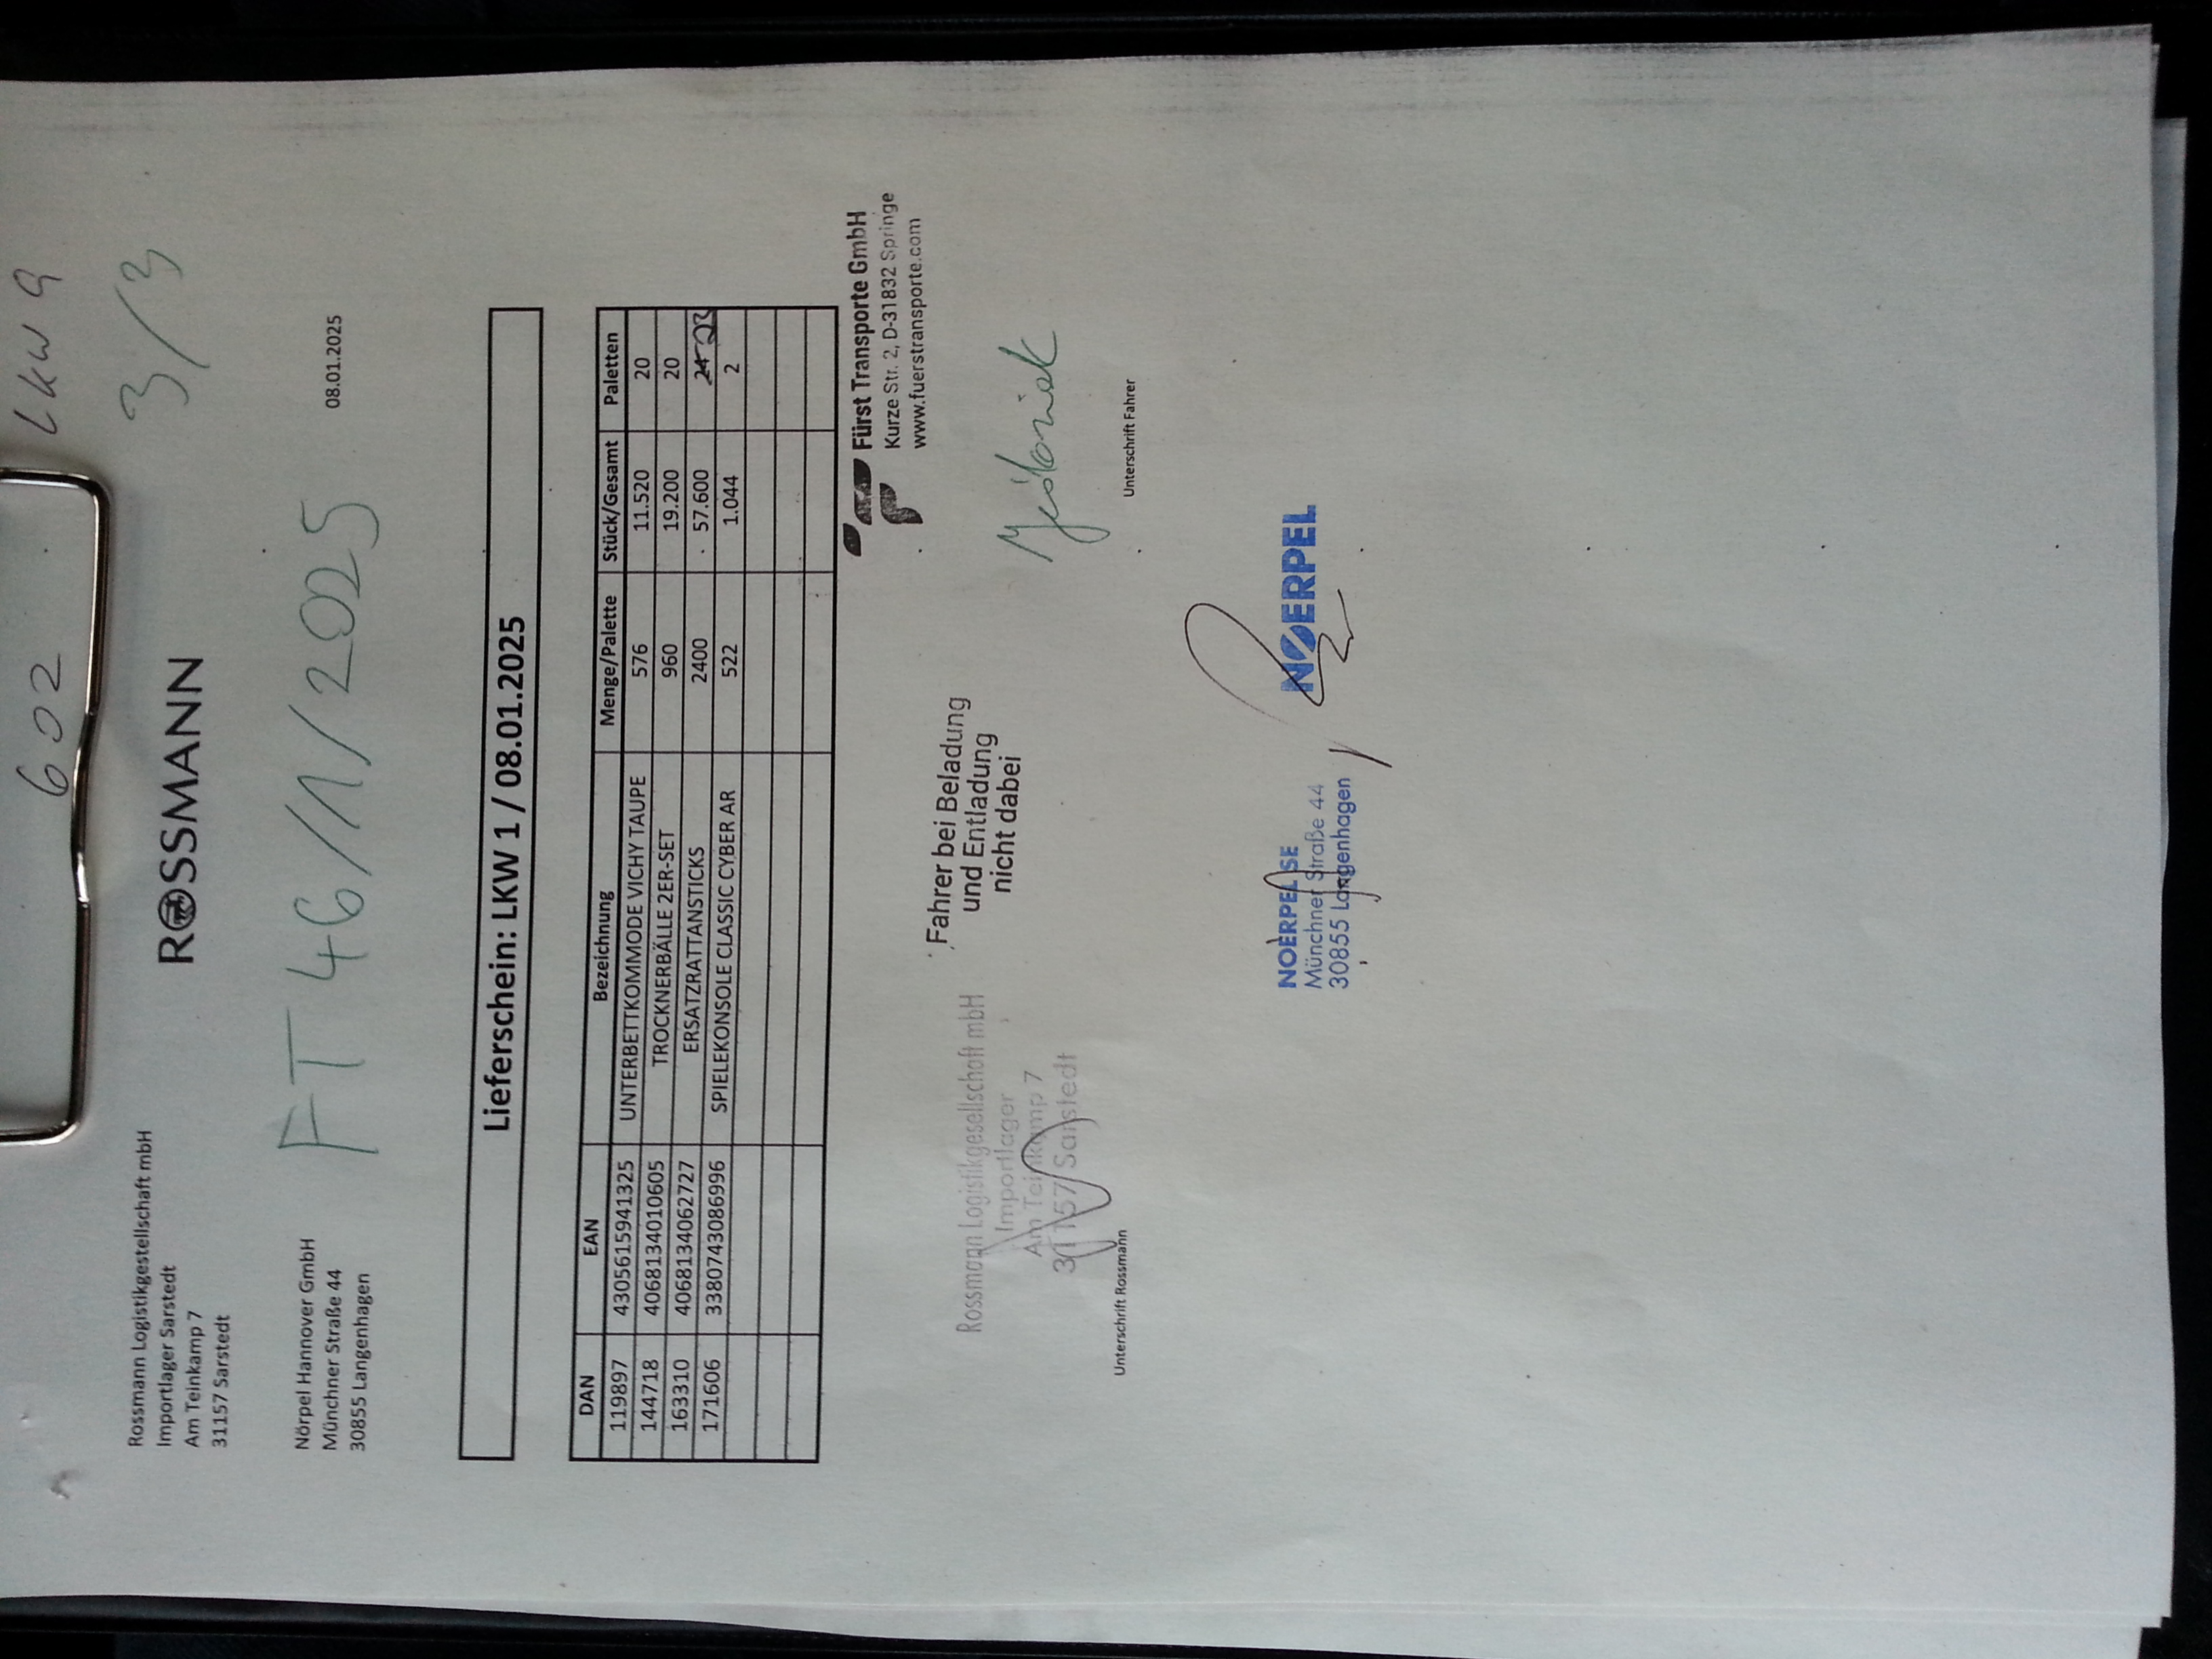 602
LKW 9
3/3
Rossmann Logistikgestellschaft mbH
Importlager Sarstedt
Am Teinkamp 7
31157 Sarstedt
ROSSMANN
Nörpel Hannover GmbH
Münchner Straße 44
30855 Langenhagen
FT 46/1/2025
08.01.2025
Lieferschein: LKW 1 / 08.01.2025
DAN EAN Bezeichnung Menge/Palette Stück/Gesamt Paletten
119897 4305615941325 UNTERBETTKOMMODE VICHY TAUPE 576 11.520 20
144718 4068134010605 TROCKNERBÄLLE 2ER-SET 960 19.200 20
163310 4068134062727 ERSATZRATTANSTICKS 2400 57.600 24 23
171606 3380743086996 SPIELEKONSOLE CLASSIC CYBER AR 522 1.044 2
Fürst Transporte GmbH
Kurze Str. 2, D-31832 Springe
www.fuerstransporte.com
Rossmann Logistikgesellschaft mbH
Importlager
Am Teinkamp 7
31157 Sarstedt
Fahrer bei Beladung
und Entladung
nicht dabei
Unterschrift Rossmann
Unterschrift Fahrer
NOERPEL SE
Münchner Straße 44
30855 Langenhagen
NOERPEL